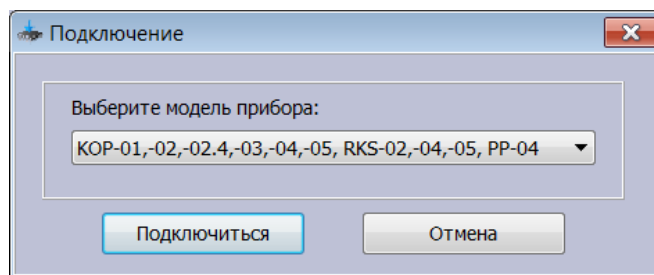 Подключение
Выберите модель прибора:
KOP-01,-02,-02.4,-03,-04,-05, RKS-02,-04,-05, PP-04
Подключиться
Отмена